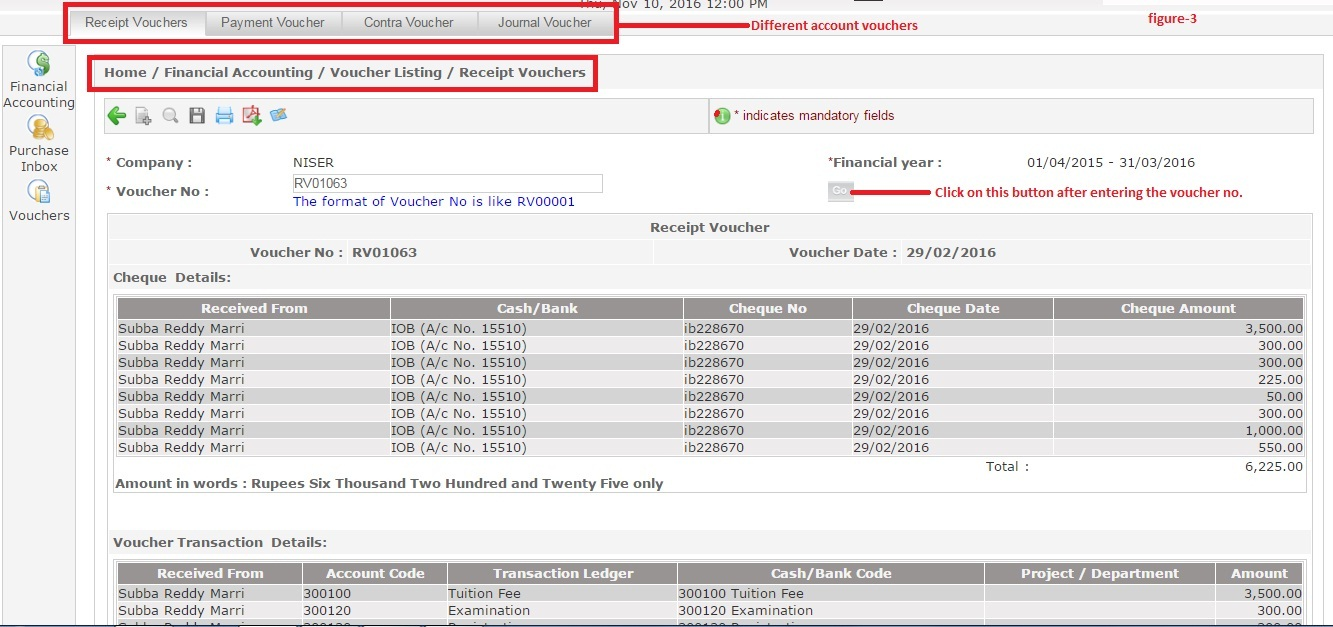 Thu, Nov 10, 2016 12:00 PM
Receipt Vouchers Payment Voucher Contra Voucher Journal Voucher
Different account vouchers
figure-3
Home / Financial Accounting / Voucher Listing / Receipt Vouchers
Financial
Accounting
Purchase
Inbox
Vouchers
* indicates mandatory fields
* Company : NISER *Financial year : 01/04/2015 - 31/03/2016
* Voucher No : RV01063 Go Click on this button after entering the voucher no.
The format of Voucher No is like RV00001
Receipt Voucher
Voucher No : RV01063 Voucher Date : 29/02/2016
Cheque Details:
Received From Cash/Bank Cheque No Cheque Date Cheque Amount
Subba Reddy Marri IOB (A/c No. 15510) ib228670 29/02/2016 3,500.00
Subba Reddy Marri IOB (A/c No. 15510) ib228670 29/02/2016 300.00
Subba Reddy Marri IOB (A/c No. 15510) ib228670 29/02/2016 300.00
Subba Reddy Marri IOB (A/c No. 15510) ib228670 29/02/2016 225.00
Subba Reddy Marri IOB (A/c No. 15510) ib228670 29/02/2016 50.00
Subba Reddy Marri IOB (A/c No. 15510) ib228670 29/02/2016 300.00
Subba Reddy Marri IOB (A/c No. 15510) ib228670 29/02/2016 1,000.00
Subba Reddy Marri IOB (A/c No. 15510) ib228670 29/02/2016 550.00
Total : 6,225.00
Amount in words : Rupees Six Thousand Two Hundred and Twenty Five only
Voucher Transaction Details:
Received From Account Code Transaction Ledger Cash/Bank Code Project / Department Amount
Subba Reddy Marri 300100 Tuition Fee 300100 Tuition Fee 3,500.00
Subba Reddy Marri 300120 Examination 300120 Examination 300.00